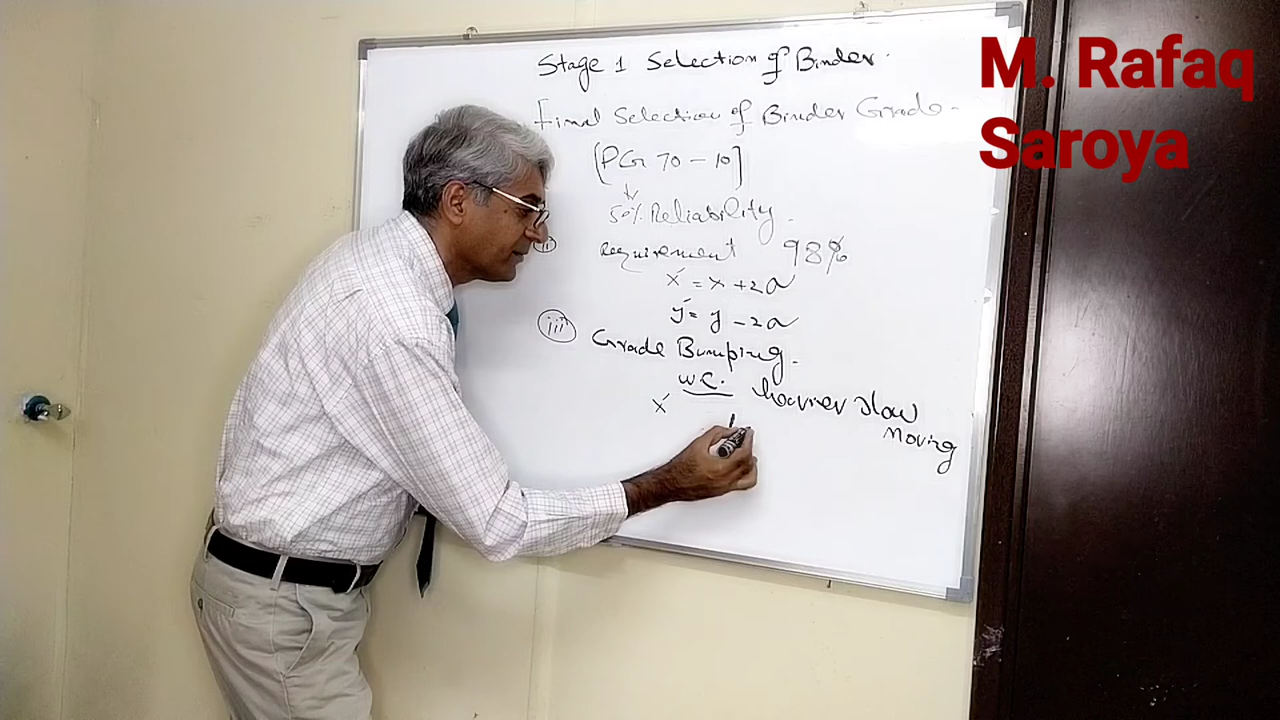 M. Rafaq
Saroya
Stage 1 Selection of Binder.
Final Selection of Binder Grade.
[PG 70 - 10]
↓
50% Reliability.
(ii) Requirement 98%
x' = x + 2σ
y' = y - 2σ
(iii) Grade Bumping.
w.c. heavier slow
moving
x'